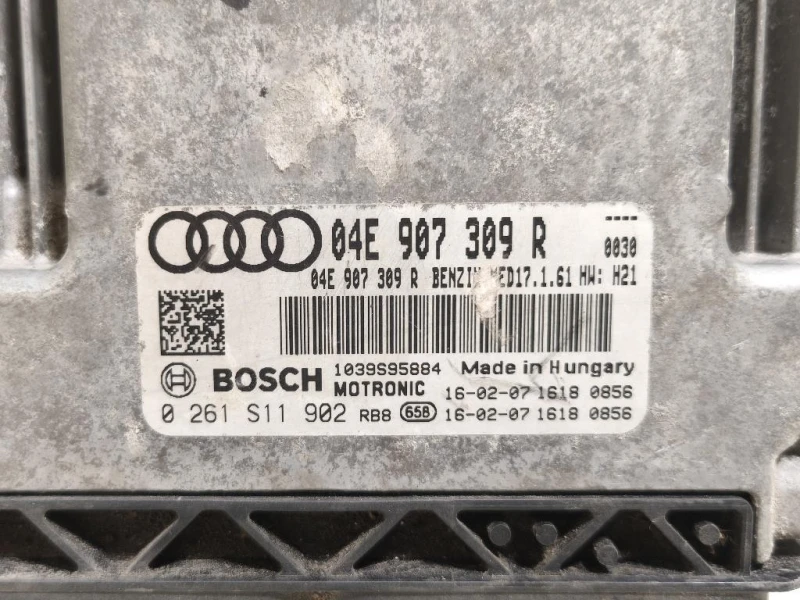 04E 907 309 R ----
0030
04E 907 309 R BENZIN MED17.1.61 HW: H21
BOSCH 1039S95884 Made in Hungary
MOTRONIC 16-02-07 1618 0856
0 261 S11 902 RB8 658 16-02-07 1618 0856